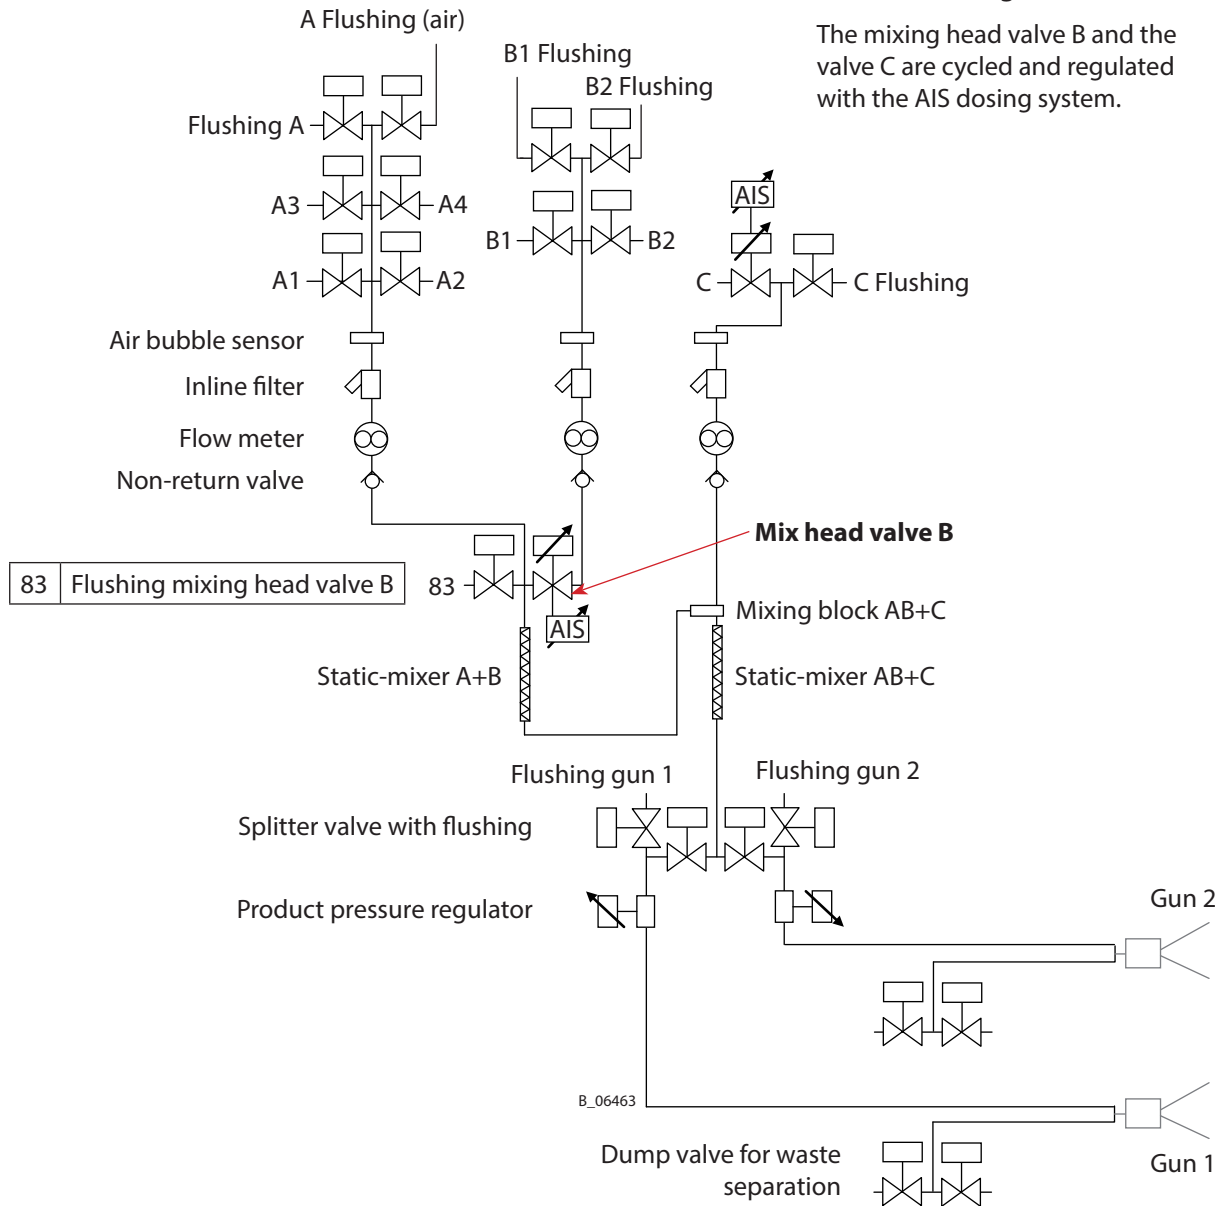 A Flushing (air)
B1 Flushing
B2 Flushing
The mixing head valve B and the
valve C are cycled and regulated
with the AIS dosing system.
Flushing A
A3
A4
B1
B2
AIS
A1
A2
C
C Flushing
Air bubble sensor
Inline filter
Flow meter
Non-return valve
Mix head valve B
83 Flushing mixing head valve B
83
AIS
Mixing block AB+C
Static-mixer A+B
Static-mixer AB+C
Flushing gun 1
Flushing gun 2
Splitter valve with flushing
Product pressure regulator
Gun 2
B_06463
Dump valve for waste
separation
Gun 1